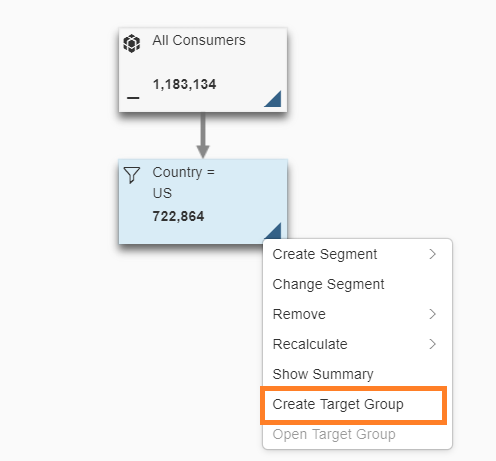 All Consumers
1,183,134
Country =
US
722,864
Create Segment
Change Segment
Remove
Recalculate
Show Summary
Create Target Group
Open Target Group